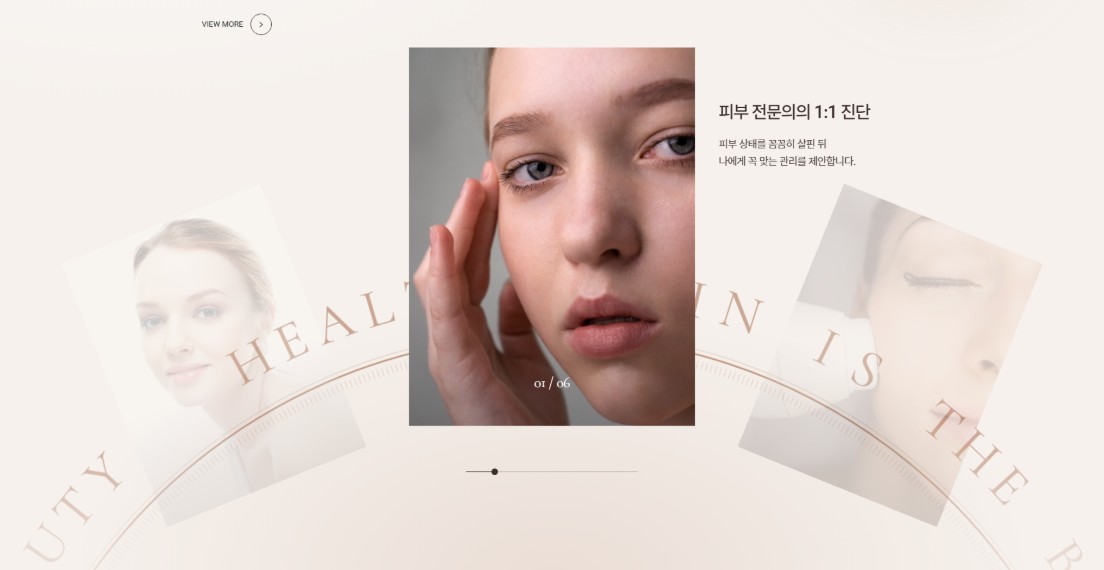 VIEW MORE
피부 전문의의 1:1 진단
피부 상태를 꼼꼼히 살핀 뒤
나에게 꼭 맞는 관리를 제안합니다.
01 / 06
UTY HEAL IN IS THE B